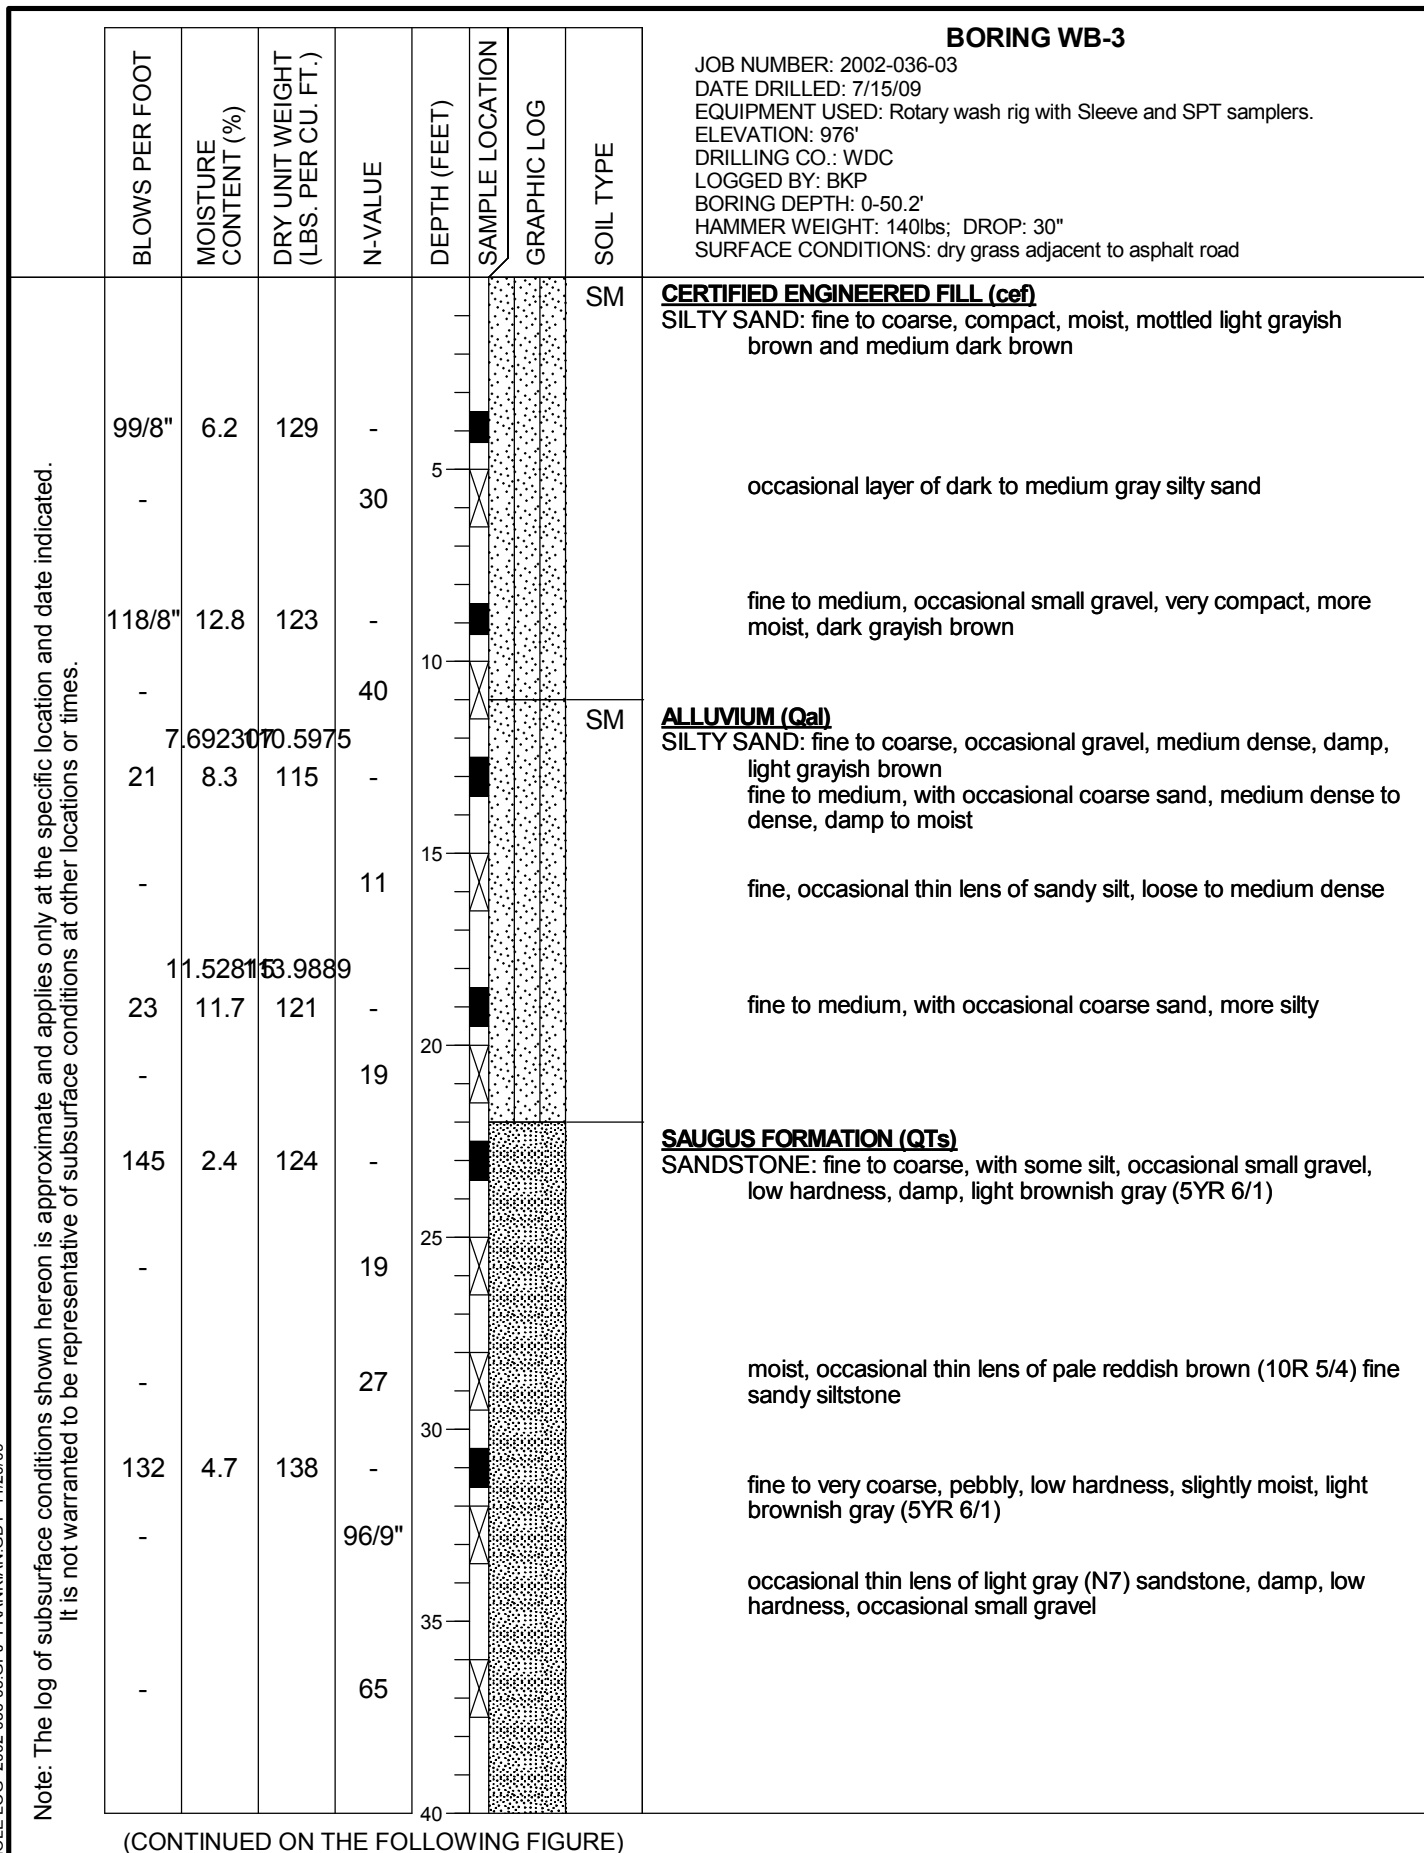 BORING WB-3
JOB NUMBER: 2002-036-03
DATE DRILLED: 7/15/09
EQUIPMENT USED: Rotary wash rig with Sleeve and SPT samplers.
ELEVATION: 976'
DRILLING CO.: WDC
LOGGED BY: BKP
BORING DEPTH: 0-50.2'
HAMMER WEIGHT: 140lbs; DROP: 30"
SURFACE CONDITIONS: dry grass adjacent to asphalt road
BLOWS PER FOOT
MOISTURE
CONTENT (%)
DRY UNIT WEIGHT
(LBS. PER CU. FT.)
N-VALUE
DEPTH (FEET)
SAMPLE LOCATION
GRAPHIC LOG
SOIL TYPE
SM CERTIFIED ENGINEERED FILL (cef)
SILTY SAND: fine to coarse, compact, moist, mottled light grayish
brown and medium dark brown
99/8" 6.2 129 -
5
- 30 occasional layer of dark to medium gray silty sand
118/8" 12.8 123 - fine to medium, occasional small gravel, very compact, more
moist, dark grayish brown
10
- 40
SM ALLUVIUM (Qal)
SILTY SAND: fine to coarse, occasional gravel, medium dense, damp,
light grayish brown
21 8.3 115 -
fine to medium, with occasional coarse sand, medium dense to
dense, damp to moist
15
- 11 fine, occasional thin lens of sandy silt, loose to medium dense
23 11.7 121 - fine to medium, with occasional coarse sand, more silty
20
- 19
SAUGUS FORMATION (QTs)
145 2.4 124 - SANDSTONE: fine to coarse, with some silt, occasional small gravel,
low hardness, damp, light brownish gray (5YR 6/1)
25
- 19
- 27 moist, occasional thin lens of pale reddish brown (10R 5/4) fine
sandy siltstone
30
132 4.7 138 - fine to very coarse, pebbly, low hardness, slightly moist, light
brownish gray (5YR 6/1)
- 96/9"
occasional thin lens of light gray (N7) sandstone, damp, low
hardness, occasional small gravel
35
- 65
40
(CONTINUED ON THE FOLLOWING FIGURE)
Note: The log of subsurface conditions shown hereon is approximate and applies only at the specific location and date indicated.
It is not warranted to be representative of subsurface conditions at other locations or times.